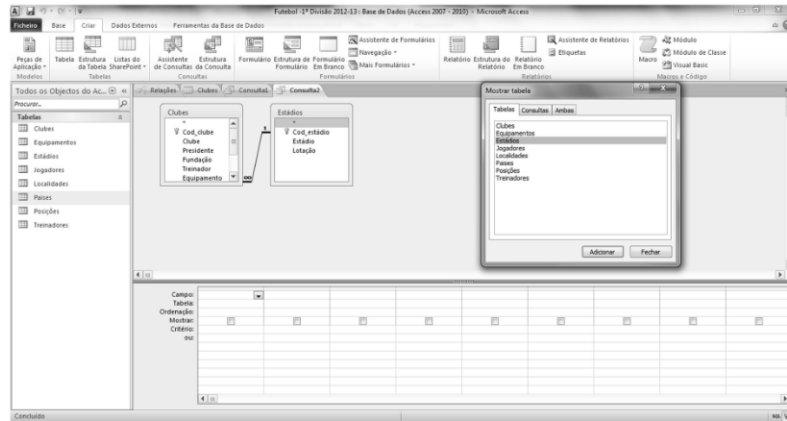 Futebol -1ª Divisão 2012-13 : Base de Dados (Access 2007 - 2010) - Microsoft Access
Ficheiro Base Criar Dados Externos Ferramentas da Base de Dados
Peças de Aplicação
Modelos
Tabela
Estrutura da Tabela
Listas do SharePoint
Tabelas
Assistente de Consultas
Estrutura da Consulta
Consultas
Formulário
Estrutura de Formulário
Formulário Em Branco
Assistente de Formulários
Navegação
Mais Formulários
Formulários
Relatório
Estrutura do Relatório
Relatório Em Branco
Assistente de Relatórios
Etiquetas
Relatórios
Macro
Módulo
Módulo de Classe
Visual Basic
Macros e Código
Todos os Objectos do Ac...
Procurar..
Tabelas
Clubes
Equipamentos
Estádios
Jogadores
Localidades
Países
Posições
Treinadores
Relações Clubes Consulta1 Consulta2
Clubes
*
Cod_clube
Clube
Presidente
Fundação
Treinador
Equipamento
1
∞
Estádios
*
Cod_estádio
Estádio
Lotação
Mostrar tabela
Tabelas Consultas Ambas
Clubes
Equipamentos
Estádios
Jogadores
Localidades
Países
Posições
Treinadores
Adicionar Fechar
Campo:
Tabela:
Ordenação:
Mostrar:
Critério:
ou:
Concluído